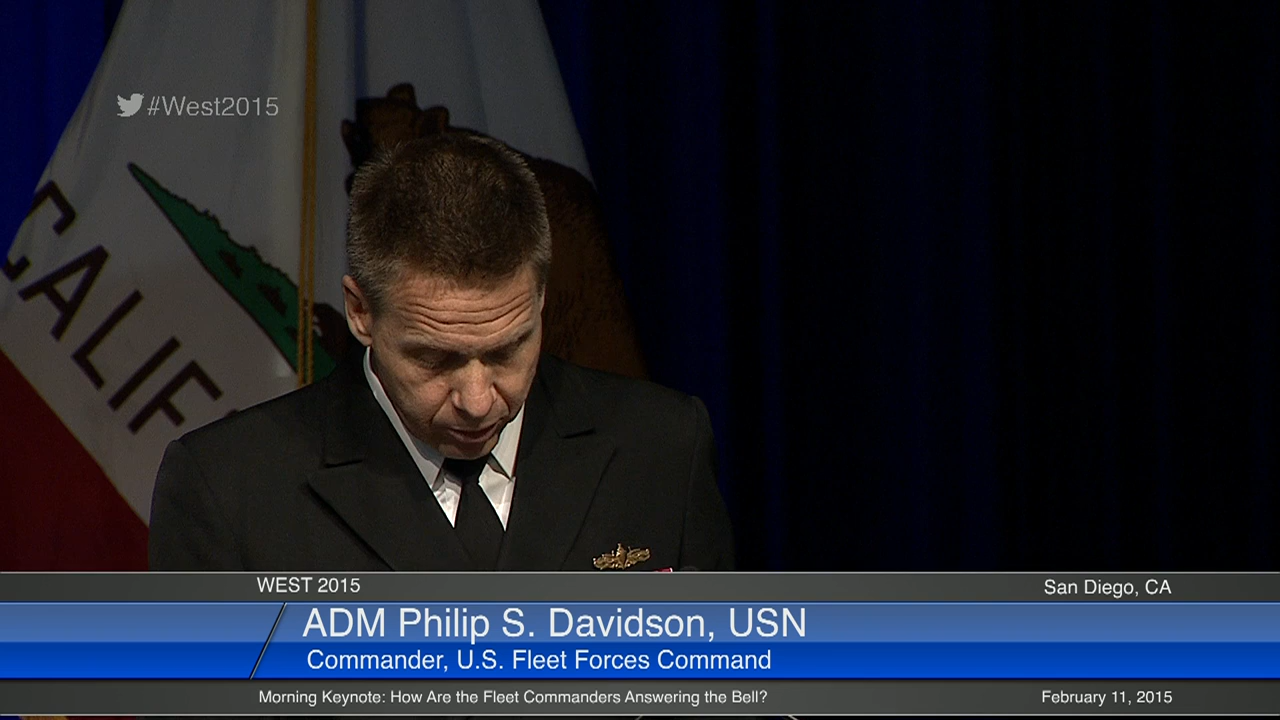 #West2015
CALIF
WEST 2015
San Diego, CA
ADM Philip S. Davidson, USN
Commander, U.S. Fleet Forces Command
Morning Keynote: How Are the Fleet Commanders Answering the Bell?
February 11, 2015